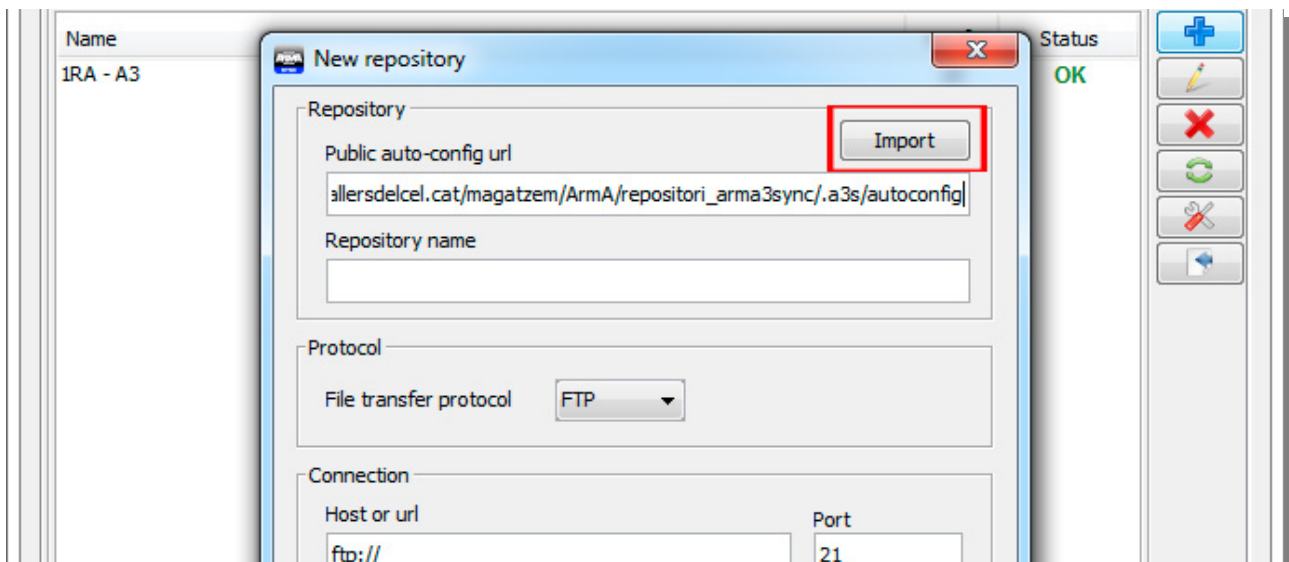 Name
Status
1RA - A3
OK
New repository
Repository
Import
Public auto-config url
allersdelcel.cat/magatzem/ArmA/repositori_arma3sync/.a3s/autoconfig
Repository name
Protocol
File transfer protocol
FTP
Connection
Host or url
Port
ftp://
21